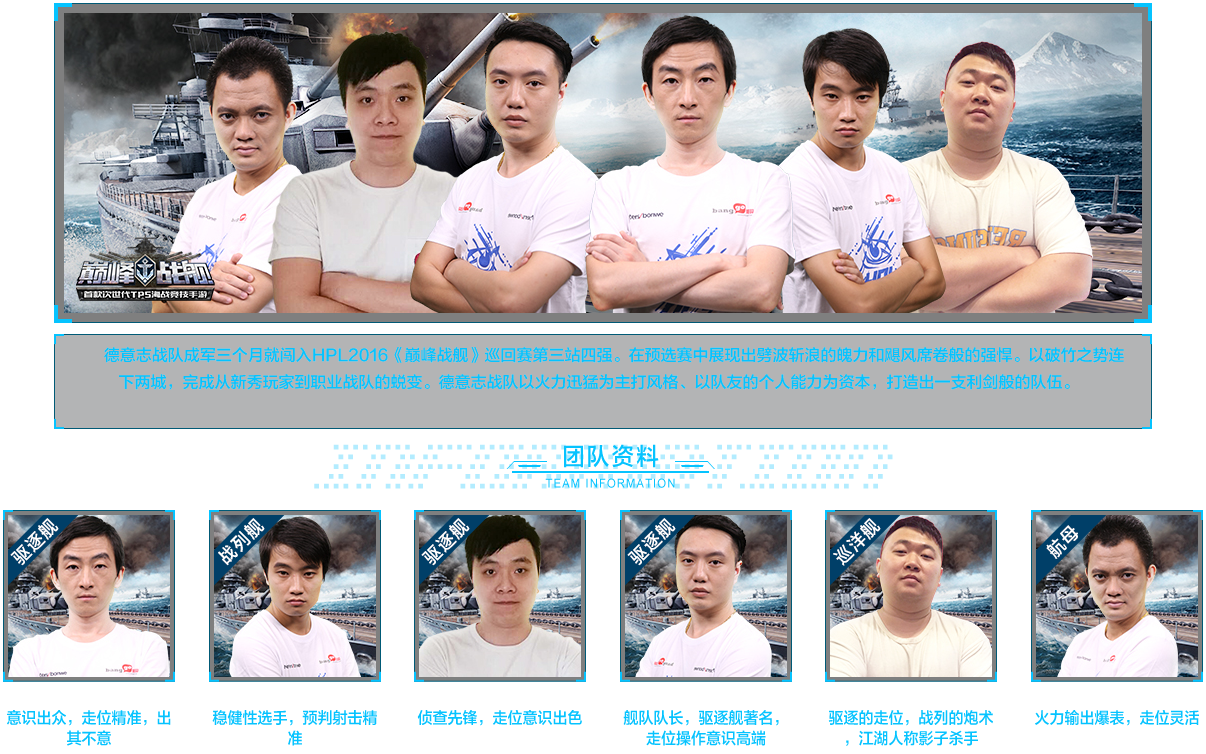 巅峰战舰
首款次世代TPS海战竞技手游
德意志战队成军三个月就闯入HPL2016《巅峰战舰》巡回赛第三站四强。在预选赛中展现出劈波斩浪的魄力和飓风席卷般的强悍。以破竹之势连
下两城，完成从新秀玩家到职业战队的蜕变。德意志战队以火力迅猛为主打风格、以队友的个人能力为资本，打造出一支利剑般的队伍。
团队资料
TEAM INFORMATION
驱逐舰
战列舰
驱逐舰
驱逐舰
巡洋舰
航母
意识出众，走位精准，出
其不意
稳健性选手，预判射击精
准
侦查先锋，走位意识出色
舰队队长，驱逐舰著名，
走位操作意识高端
驱逐的走位，战列的炮术
，江湖人称影子杀手
火力输出爆表，走位灵活